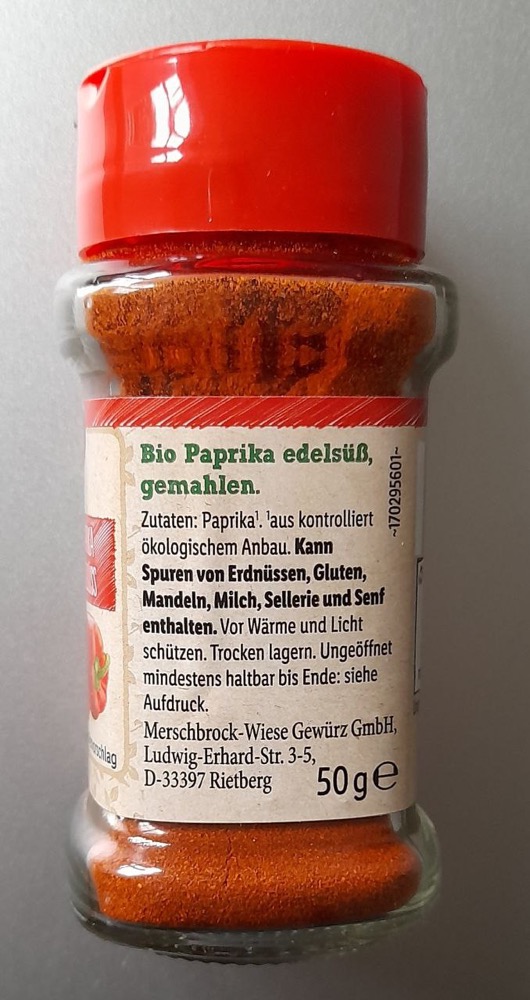 Bio Paprika edelsüß,
gemahlen.
Zutaten: Paprika¹. ¹aus kontrolliert
ökologischem Anbau. Kann
Spuren von Erdnüssen, Gluten,
Mandeln, Milch, Sellerie und Senf
enthalten. Vor Wärme und Licht
schützen. Trocken lagern. Ungeöffnet
mindestens haltbar bis Ende: siehe
Aufdruck.
Merschbrock-Wiese Gewürz GmbH,
Ludwig-Erhard-Str. 3-5,
D-33397 Rietberg
50 g e
~170295601~